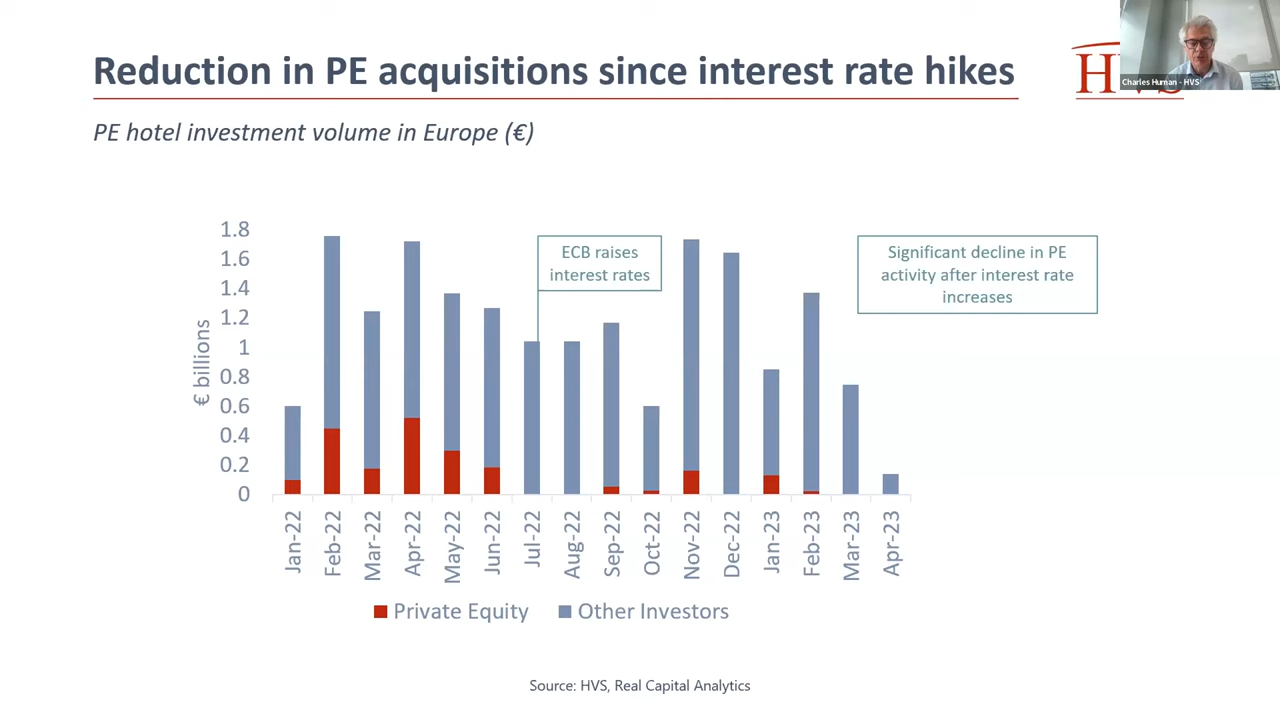 Reduction in PE acquisitions since interest rate hikes
HVS
Charles Human - HVS
PE hotel investment volume in Europe (€)
€ billions
1.8
1.6
1.4
1.2
1
0.8
0.6
0.4
0.2
0
ECB raises
interest rates
Significant decline in PE
activity after interest rate
increases
Jan-22
Feb-22
Mar-22
Apr-22
May-22
Jun-22
Jul-22
Aug-22
Sep-22
Oct-22
Nov-22
Dec-22
Jan-23
Feb-23
Mar-23
Apr-23
Private Equity
Other Investors
Source: HVS, Real Capital Analytics